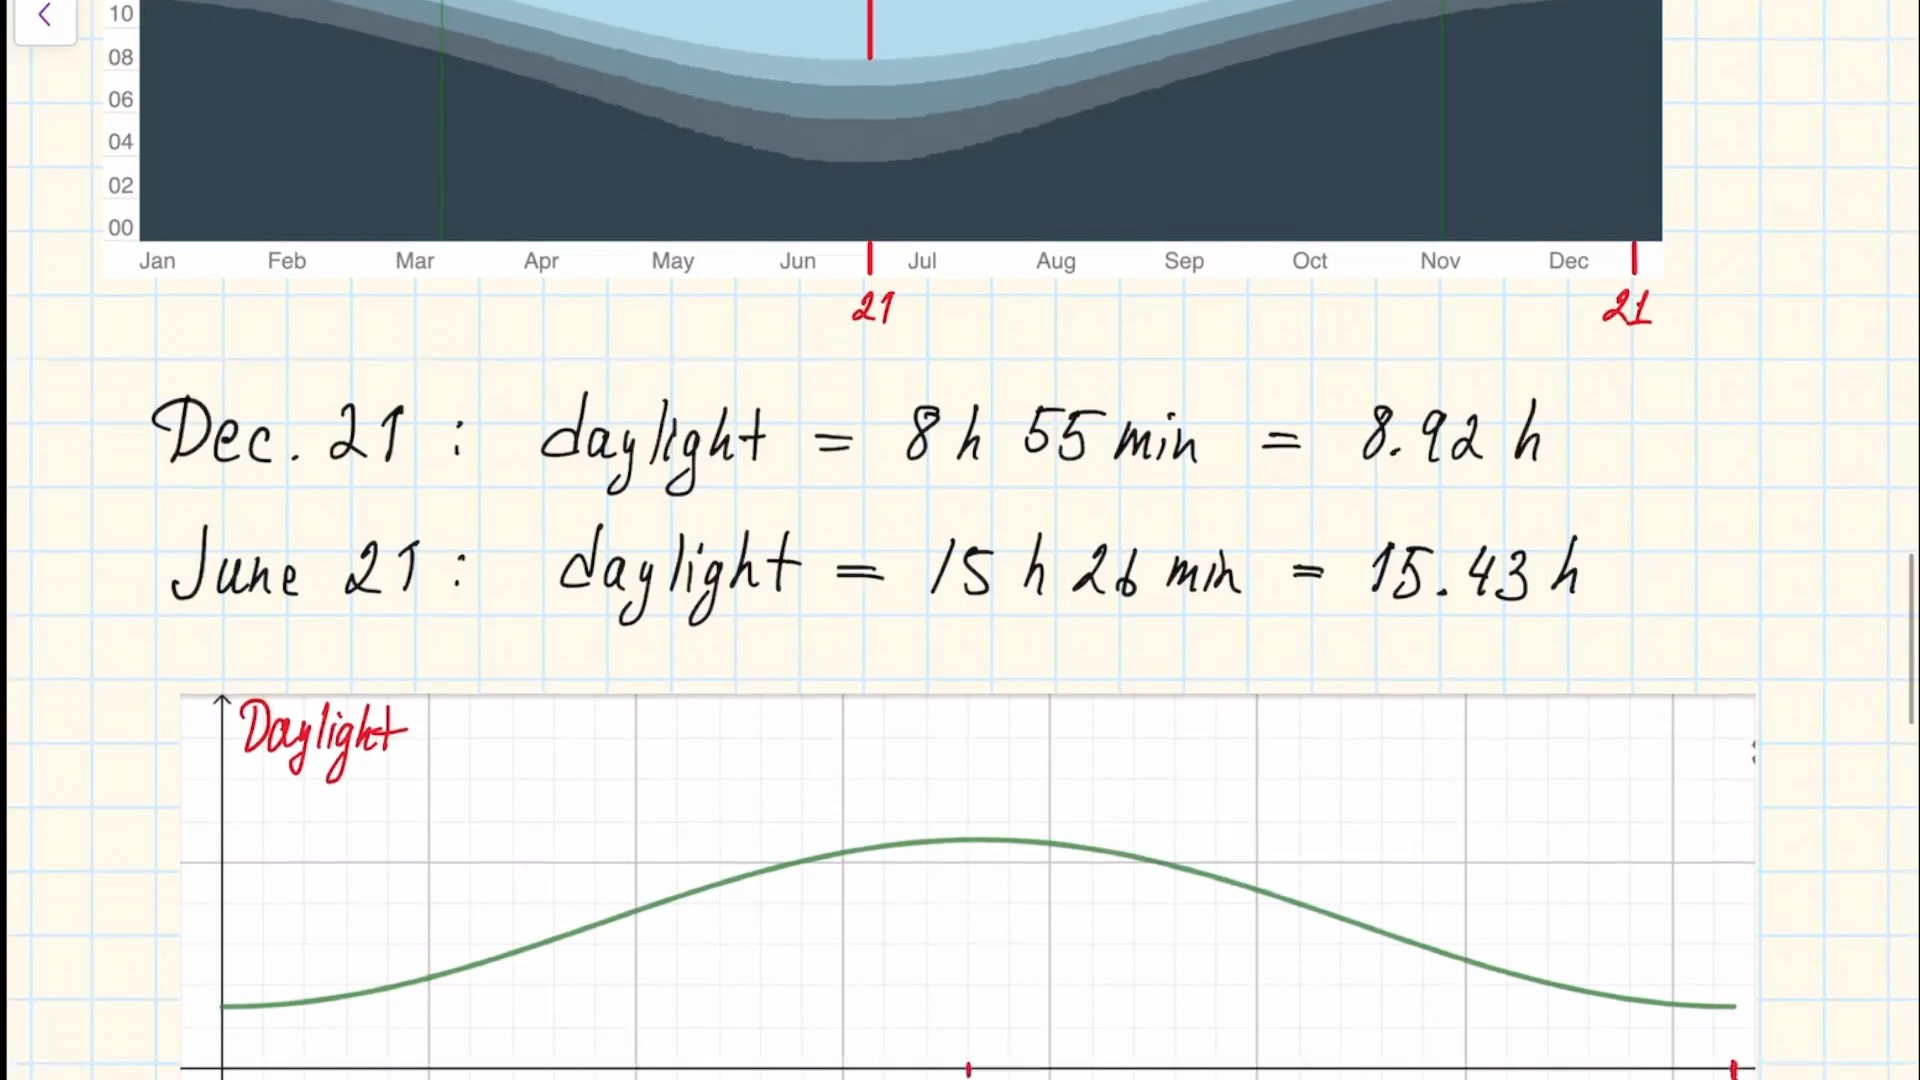 10
08
06
04
02
00
Jan Feb Mar Apr May Jun Jul Aug Sep Oct Nov Dec
21 21
Dec. 21 : daylight = 8 h 55 min = 8.92 h
June 21 : daylight = 15 h 26 min = 15.43 h
Daylight